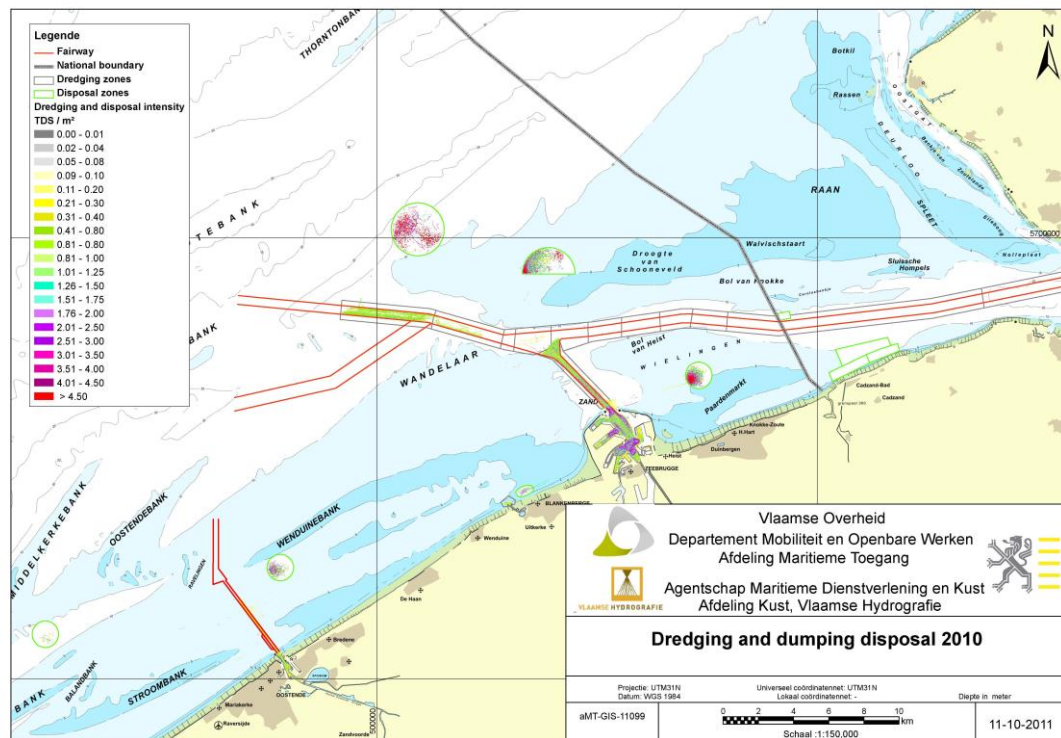 Legende
Fairway
National boundary
Dredging zones
Disposal zones
Dredging and disposal intensity
TDS / m²
0.00 - 0.01
0.02 - 0.04
0.05 - 0.08
0.09 - 0.10
0.11 - 0.20
0.21 - 0.30
0.31 - 0.40
0.41 - 0.80
0.81 - 0.80
0.81 - 1.00
1.01 - 1.25
1.26 - 1.50
1.51 - 1.75
1.76 - 2.00
2.01 - 2.50
2.51 - 3.00
3.01 - 3.50
3.51 - 4.00
4.01 - 4.50
> 4.50
THORNTONBANK
N
Botkil
Rassen
OOSTGAT
DEURLOO
SPLEET
RAAN
Walvischstaart
5700000
Droogte
van
Schooneveld
Sluissche
Hompels
Bol van Knokke
TEBANK
BANK
Bol
van Heist
WIELINGEN
WANDELAAR
Paardenmarkt
Cadzand-Bad
Cadzand
ZAND
Knokke-Zoute
H.Hart
Duinbergen
Heist
ZEEBRUGGE
BLANKENBERGE
Uitkerke
Wenduine
WENDUINEBANK
OOSTENDEBANK
MIDDELKERKEBANK
RAVELINGEN
De Haan
Bredene
BALANDBANK
BANK
STROOMBANK
OOSTENDE
Mariakerke
Raversijde
Zandvoorde
500000
Vlaamse Overheid
Departement Mobiliteit en Openbare Werken
Afdeling Maritieme Toegang
VLAAMSE HYDROGRAFIE
Agentschap Maritieme Dienstverlening en Kust
Afdeling Kust, Vlaamse Hydrografie
Dredging and dumping disposal 2010
Projectie: UTM31N
Datum: WGS 1984
Universeel coördinatennet: UTM31N
Lokaal coördinatennet: -
Diepte in meter
aMT-GIS-11099
0 2 4 6 8 10
km
Schaal :1:150,000
11-10-2011